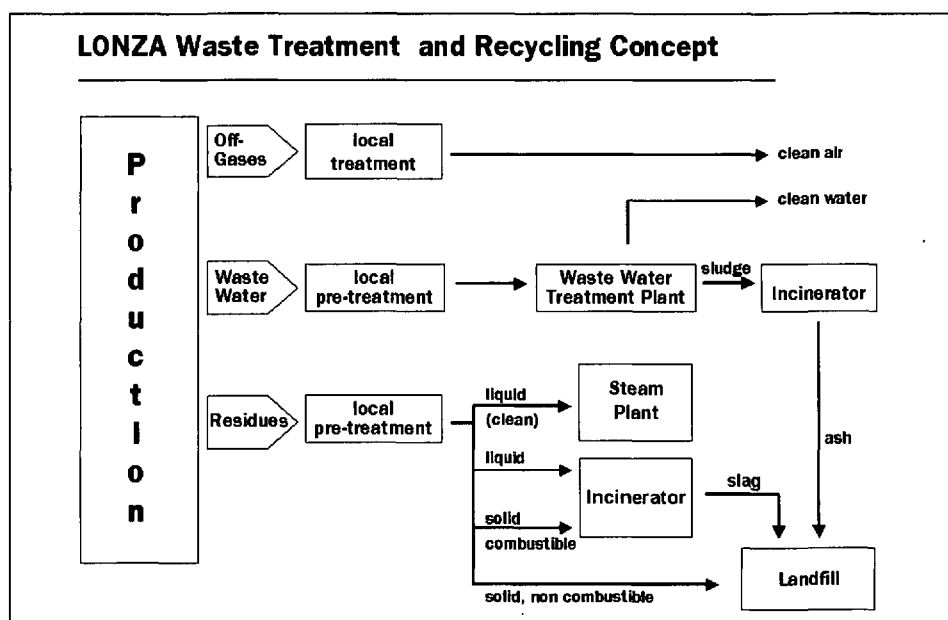 LONZA Waste Treatment and Recycling Concept
Production
Off-
Gases
local
treatment
clean air
clean water
Waste
Water
local
pre-treatment
Waste Water
Treatment Plant
sludge
Incinerator
Residues
local
pre-treatment
liquid
(clean)
Steam
Plant
liquid
Incinerator
slag
ash
solid
combustible
solid, non combustible
Landfill